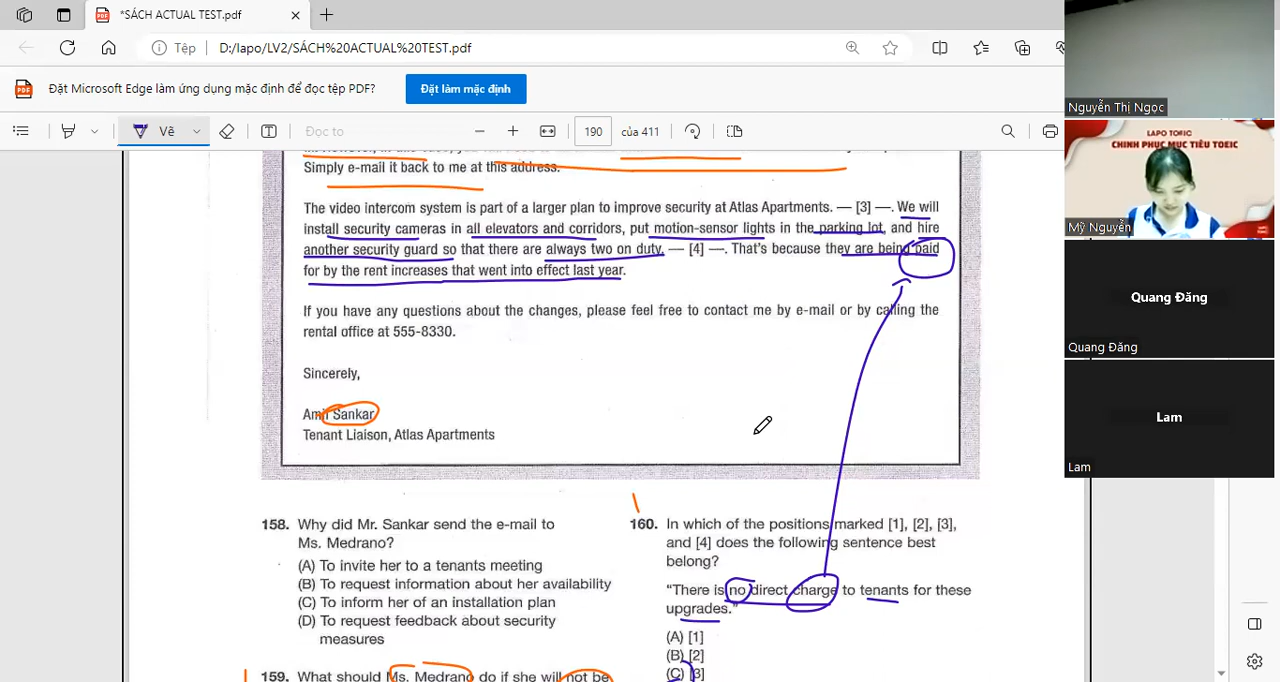 *SÁCH ACTUAL TEST.pdf
Tệp D:/lapo/LV2/SÁCH%20ACTUAL%20TEST.pdf
Đặt Microsoft Edge làm ứng dụng mặc định để đọc tệp PDF? Đặt làm mặc định
Vẽ Đọc to 190 của 411
Simply e-mail it back to me at this address.
The video intercom system is part of a larger plan to improve security at Atlas Apartments. — [3] —. We will
install security cameras in all elevators and corridors, put motion-sensor lights in the parking lot, and hire
another security guard so that there are always two on duty. — [4] —. That's because they are being paid
for by the rent increases that went into effect last year.
If you have any questions about the changes, please feel free to contact me by e-mail or by calling the
rental office at 555-8330.
Sincerely,
Amir Sankar
Tenant Liaison, Atlas Apartments
158. Why did Mr. Sankar send the e-mail to
Ms. Medrano?
(A) To invite her to a tenants meeting
(B) To request information about her availability
(C) To inform her of an installation plan
(D) To request feedback about security
measures
159. What should Ms. Medrano do if she will not be
160. In which of the positions marked [1], [2], [3],
and [4] does the following sentence best
belong?
"There is no direct charge to tenants for these
upgrades."
(A) [1]
(B) [2]
(C) [3]
Nguyễn Thị Ngọc
LAPO TOEIC
CHINH PHỤC MỤC TIÊU TOEIC
Mỹ Nguyễn
Quang Đăng
Quang Đăng
Lam
Lam